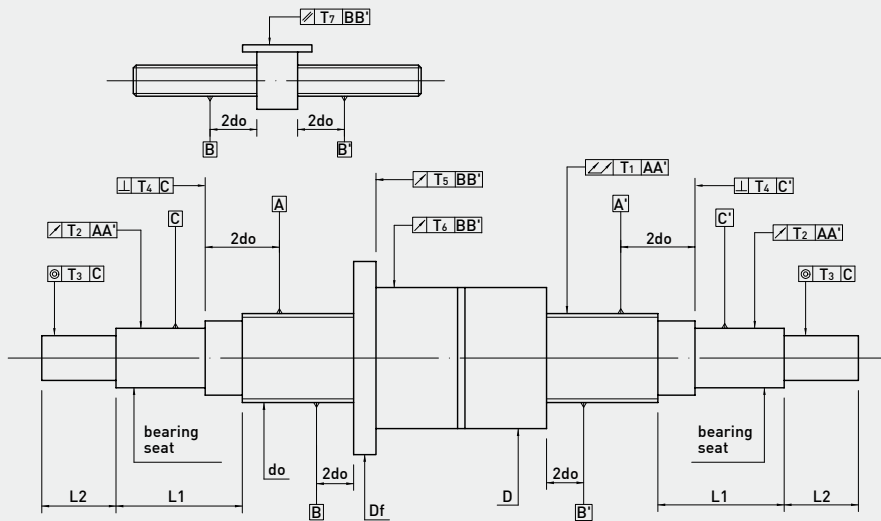 ⫽ T7 BB'
2do
2do
B
B'
⊥ T4 C
↗ T5 BB'
T1 AA'
⊥ T4 C'
A
A'
C
C'
↗ T2 AA'
2do
↗ T6 BB'
2do
↗ T2 AA'
◎ T3 C
◎ T3 C
bearing
seat
do
2do
D
2do
bearing
seat
L2
L1
B
Df
B'
L1
L2